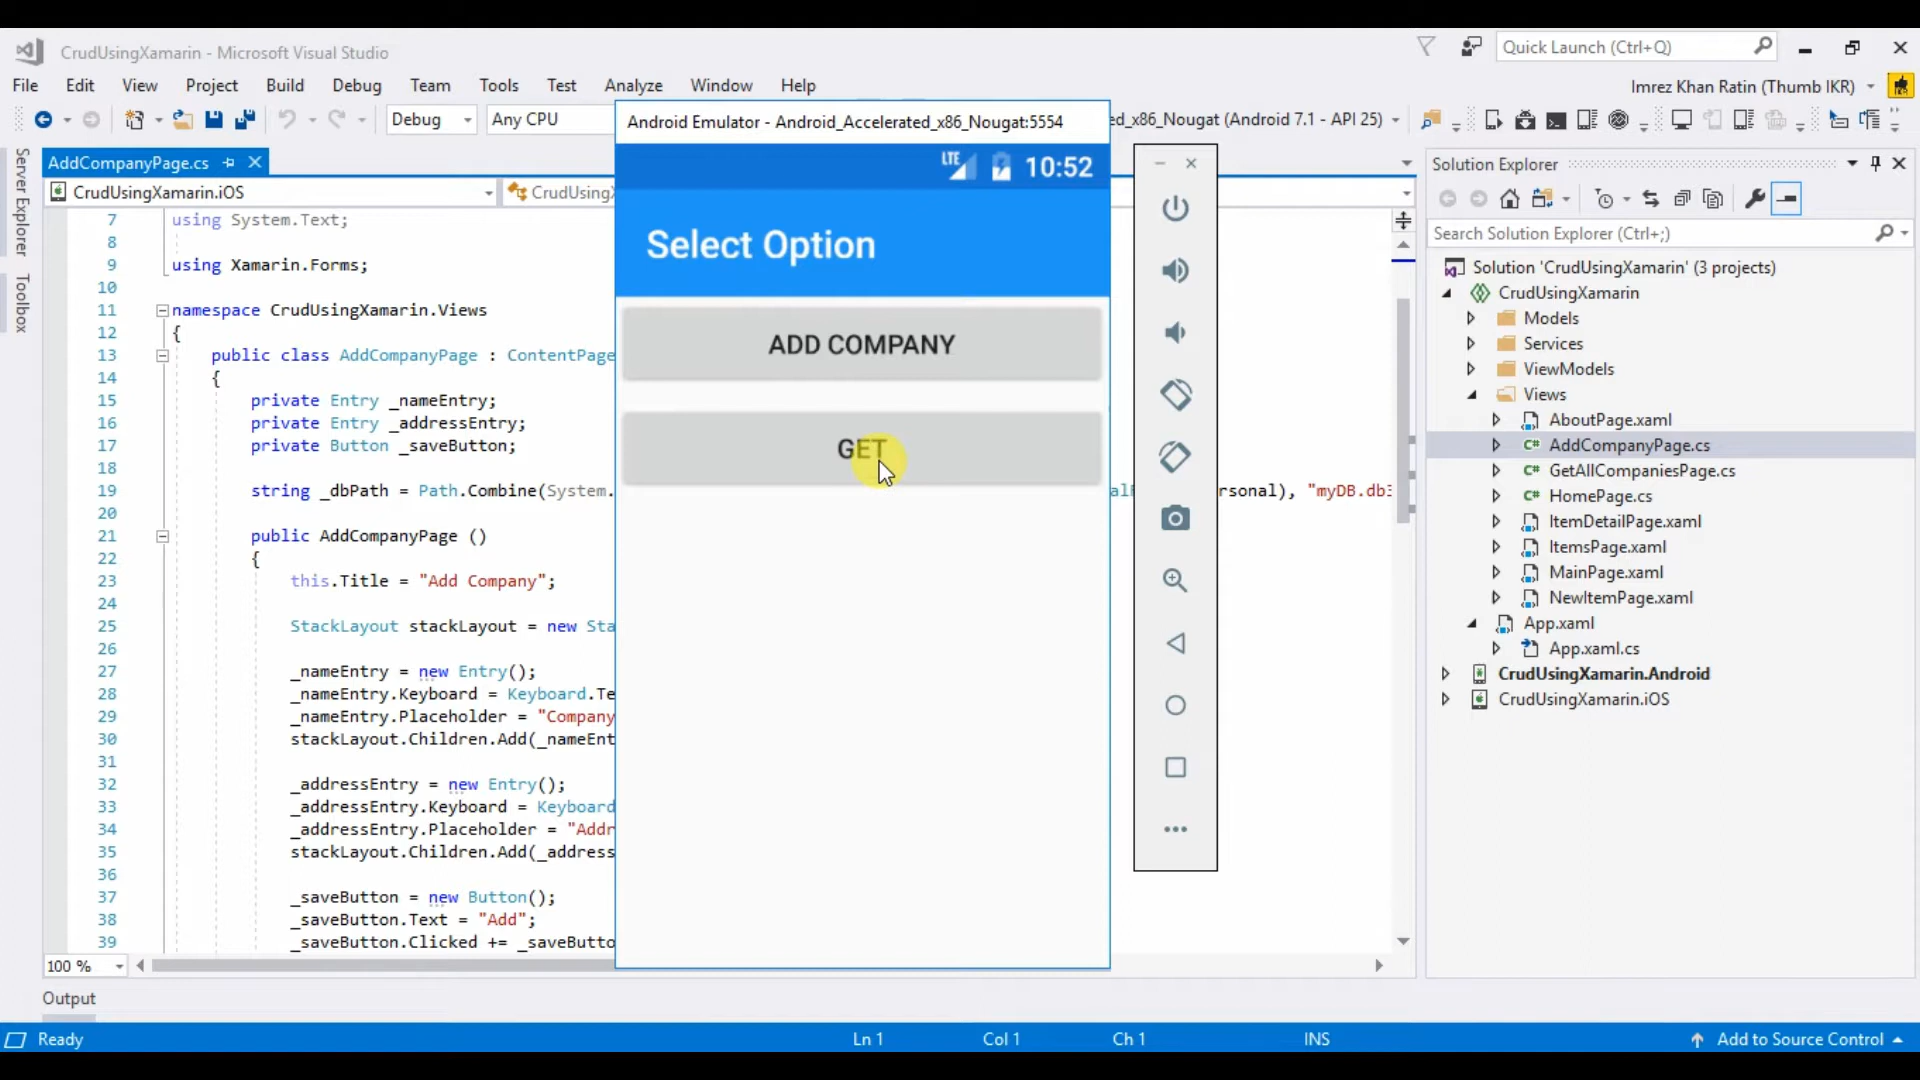 CrudUsingXamarin - Microsoft Visual Studio
Quick Launch (Ctrl+Q)
File Edit View Project Build Debug Team Tools Test Analyze Window Help
Imrez Khan Ratin (Thumb IKR)
Debug Any CPU
ed_x86_Nougat (Android 7.1 - API 25)
Server Explorer
Toolbox
AddCompanyPage.cs
CrudUsingXamarin.iOS
7 using System.Text;
8
9 using Xamarin.Forms;
10
11 namespace CrudUsingXamarin.Views
12 {
13 public class AddCompanyPage : ContentPage
14 {
15 private Entry _nameEntry;
16 private Entry _addressEntry;
17 private Button _saveButton;
18
19 string _dbPath = Path.Combine(System.
rsonal), "myDB.db3
20
21 public AddCompanyPage ()
22 {
23 this.Title = "Add Company";
24
25 StackLayout stackLayout = new Sta
26
27 _nameEntry = new Entry();
28 _nameEntry.Keyboard = Keyboard.Te
29 _nameEntry.Placeholder = "Company
30 stackLayout.Children.Add(_nameEnt
31
32 _addressEntry = new Entry();
33 _addressEntry.Keyboard = Keyboard
34 _addressEntry.Placeholder = "Addr
35 stackLayout.Children.Add(_address
36
37 _saveButton = new Button();
38 _saveButton.Text = "Add";
39 _saveButton.Clicked += _saveButto
100 %
Output
Ready
Ln 1 Col 1 Ch 1 INS
Add to Source Control
Android Emulator - Android_Accelerated_x86_Nougat:5554
LTE 10:52
Select Option
ADD COMPANY
GET
Solution Explorer
Search Solution Explorer (Ctrl+;)
Solution 'CrudUsingXamarin' (3 projects)
CrudUsingXamarin
Models
Services
ViewModels
Views
AboutPage.xaml
C# AddCompanyPage.cs
C# GetAllCompaniesPage.cs
C# HomePage.cs
ItemDetailPage.xaml
ItemsPage.xaml
MainPage.xaml
NewItemPage.xaml
App.xaml
App.xaml.cs
CrudUsingXamarin.Android
CrudUsingXamarin.iOS